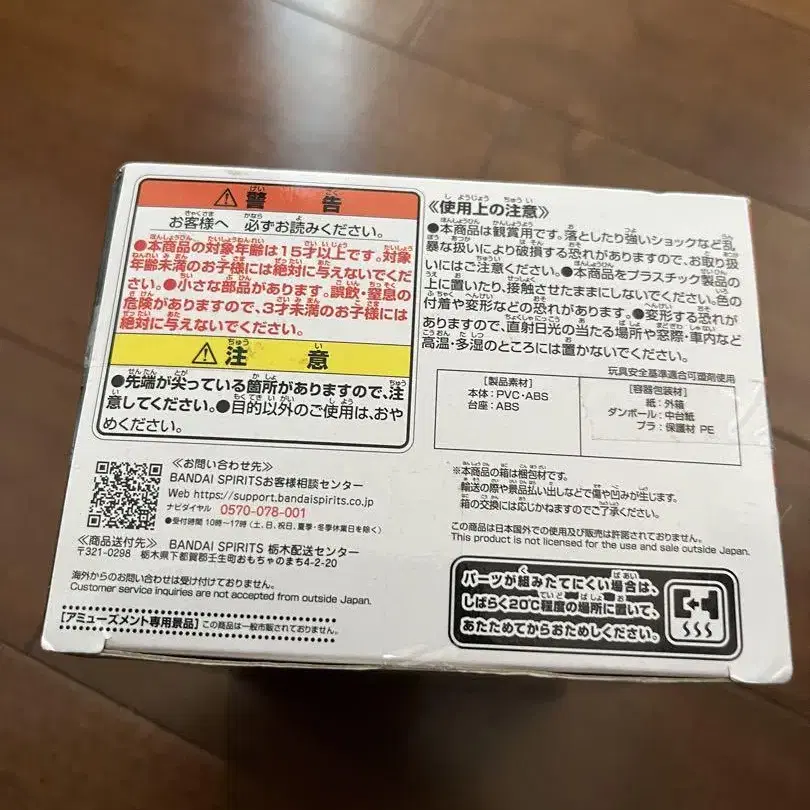 ⚠警告
お客様へ 必ずお読みください。
●本商品の対象年齢は15才以上です。対象
年齢未満のお子様には絶対に与えないでくだ
さい。●小さな部品があります。誤飲・窒息の
危険がありますので、3才未満のお子様には
絶対に与えないでください。
⚠注意
●先端が尖っている箇所がありますので、注
意してください。●目的以外のご使用は、おや
めください。
≪お問い合わせ先≫
BANDAI SPIRITSお客様相談センター
Web https://support.bandaispirits.co.jp
ナビダイヤル 0570-078-001
●受付時間 10時〜17時(土、日、祝日、夏季・冬季休業日を除く)
≪商品送付先≫ BANDAI SPIRITS 栃木配送センター
〒321-0298 栃木県下都賀郡壬生町おもちゃのまち4-2-20
海外からのお問い合わせは受け付けておりません。
Customer service inquiries are not accepted from outside Japan.
[アミューズメント専用景品] この商品は一般市販されておりません。
≪使用上の注意≫
●本商品は観賞用です。落としたり強いショックなど乱
暴な扱いにより破損する恐れがありますので、お取り扱
いにはご注意ください。●本商品をプラスチック製品の
上に置いたり、接触させたままにしないでください。色の
付着や変形などの恐れがあります。●変形する恐れが
ありますので、直射日光の当たる場所や窓際・車内など
高温・多湿のところには置かないでください。
玩具安全基準適合可塑剤使用
[製品素材]
本体:PVC・ABS
台座:ABS
[容器包装材]
紙:外箱
ダンボール:中台紙
プラ:保護材 PE
※本商品の箱は梱包材です。
輸送の際や景品払い出しなどで傷や凹みが生じます。
箱の交換には応じかねますのでご了承ください。
この商品は日本国外での使用及び販売は許諾されておりません。
This product is not licensed for the use and sale outside Japan.
パーツが組みたてにくい場合は、
しばらく20℃程度の場所に置いて、
あたためてからおためしください。